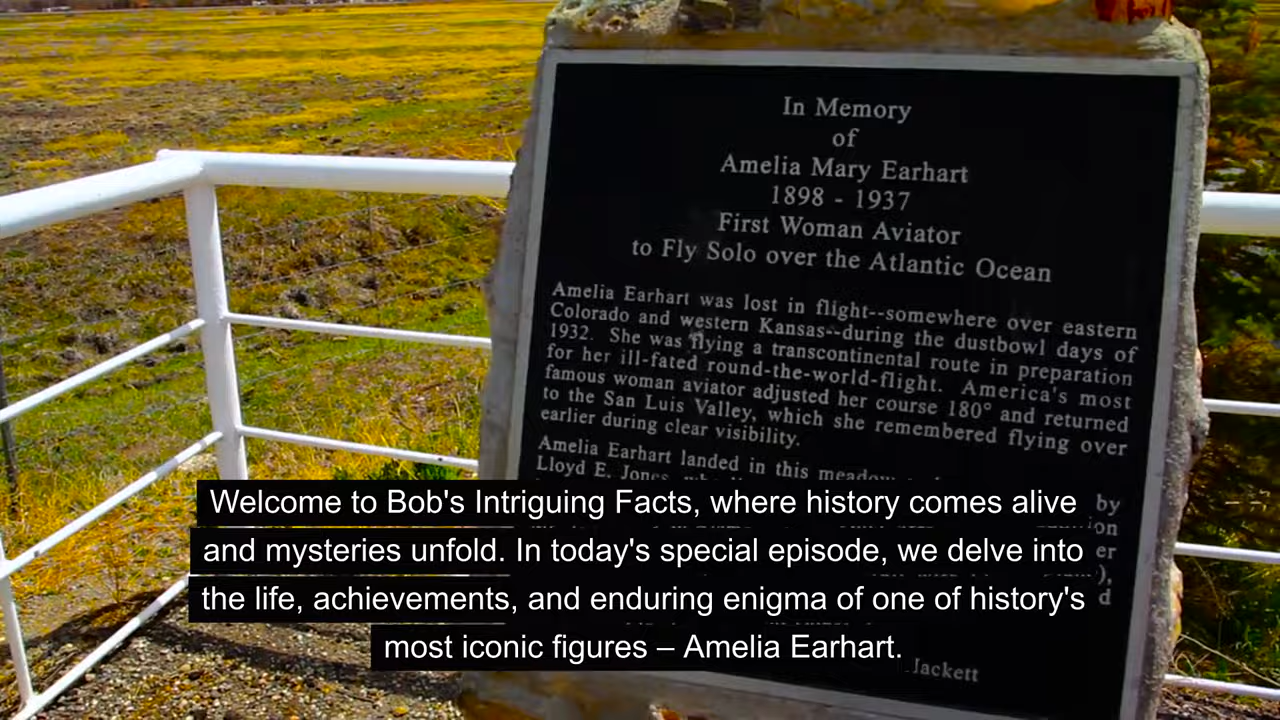 In Memory
of
Amelia Mary Earhart
1898 - 1937
First Woman Aviator
to Fly Solo over the Atlantic Ocean
Amelia Earhart was lost in flight--somewhere over eastern
Colorado and western Kansas--during the dustbowl days of
1932. She was flying a transcontinental route in preparation
for her ill-fated round-the-world-flight. America's most
famous woman aviator adjusted her course 180° and returned
to the San Luis Valley, which she remembered flying over
earlier during clear visibility.
Amelia Earhart landed in this meadow
Lloyd E. Jones, by
Welcome to Bob's Intriguing Facts, where history comes alive
and mysteries unfold. In today's special episode, we delve into
the life, achievements, and enduring enigma of one of history's
most iconic figures – Amelia Earhart.
Jackett